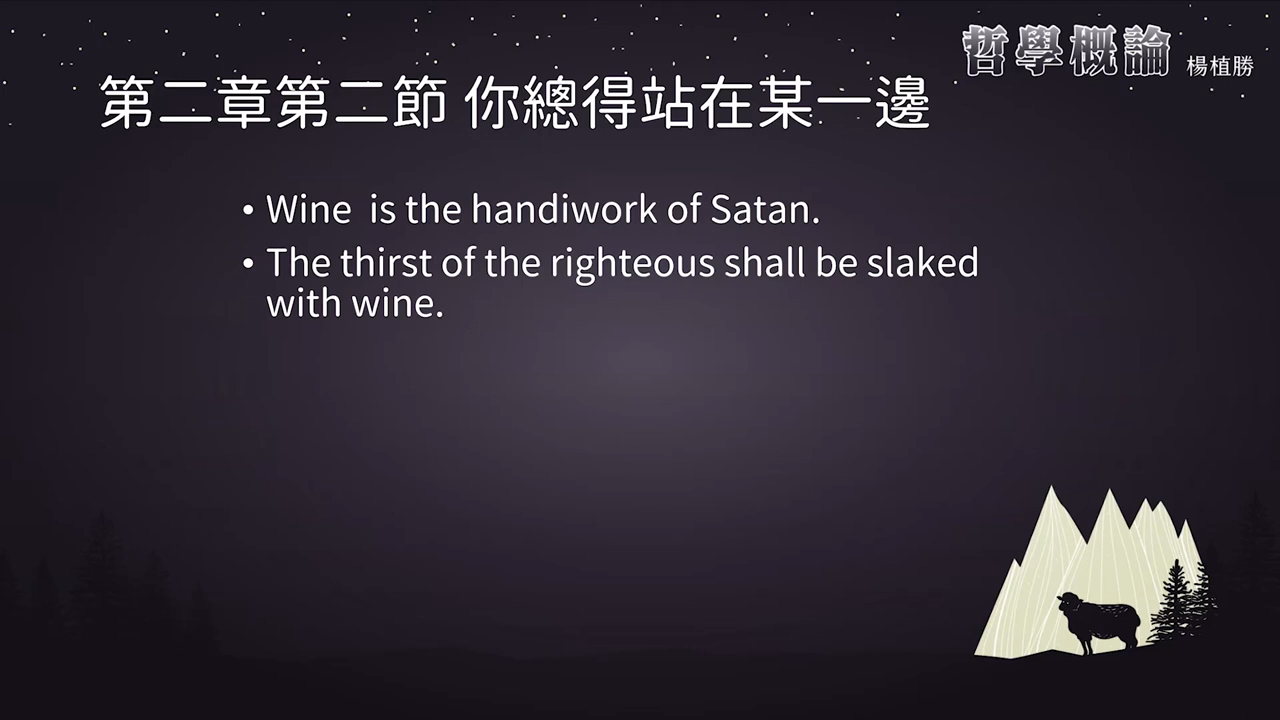 哲學概論 楊植勝
第二章第二節 你總得站在某一邊
• Wine  is the handiwork of Satan.
• The thirst of the righteous shall be slaked
with wine.